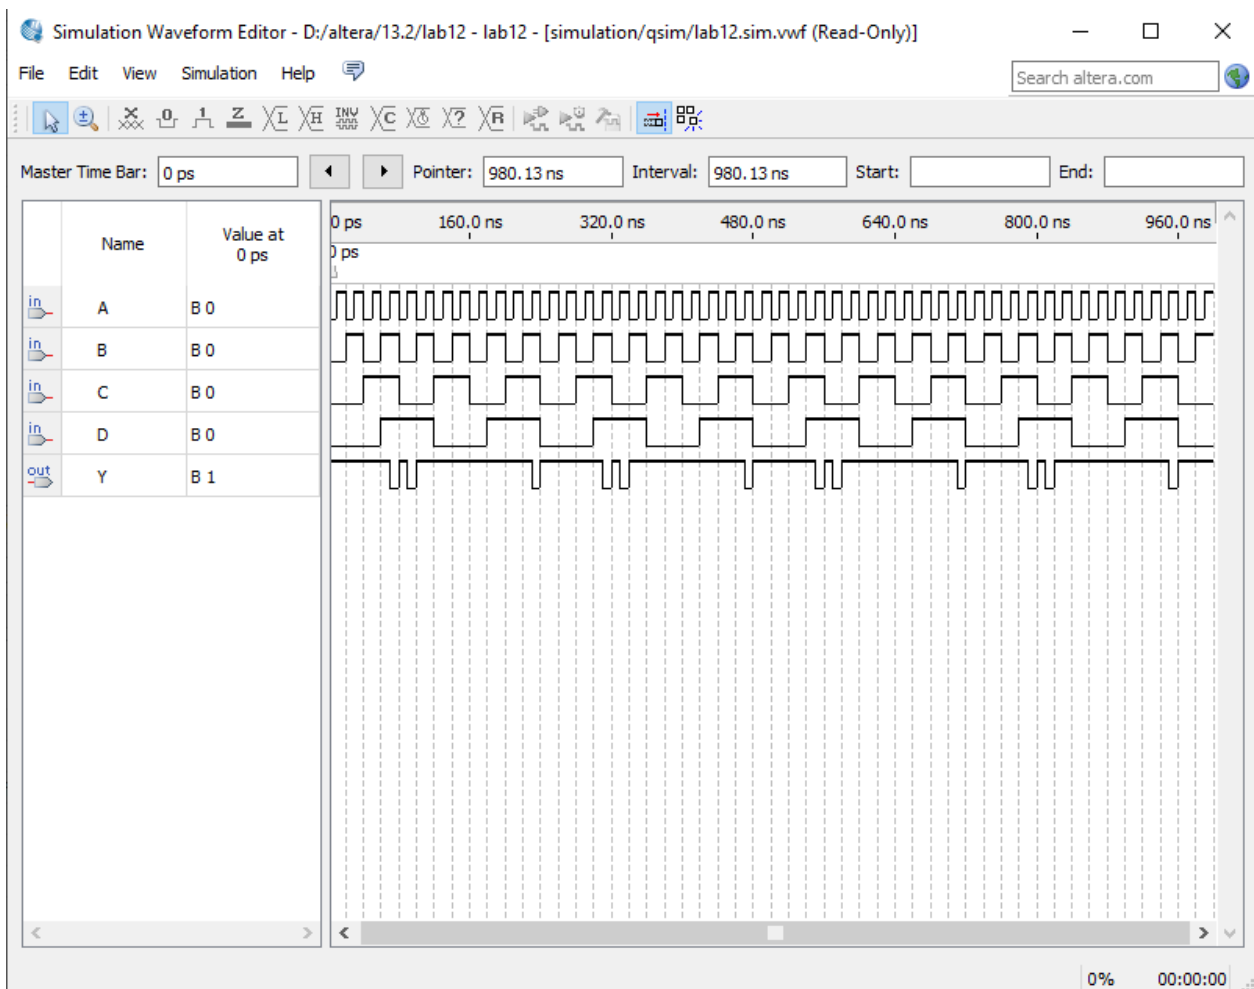 Simulation Waveform Editor - D:/altera/13.2/lab12 - lab12 - [simulation/qsim/lab12.sim.vwf (Read-Only)]
File Edit View Simulation Help
Search altera.com
0 1 Z L H INV C 2 R
Master Time Bar: 0 ps Pointer: 980.13 ns Interval: 980.13 ns Start: End:
Name Value at 0 ps
0 ps 160.0 ns 320.0 ns 480.0 ns 640.0 ns 800.0 ns 960.0 ns
0 ps
in A B 0
in B B 0
in C B 0
in D B 0
out Y B 1
0% 00:00:00